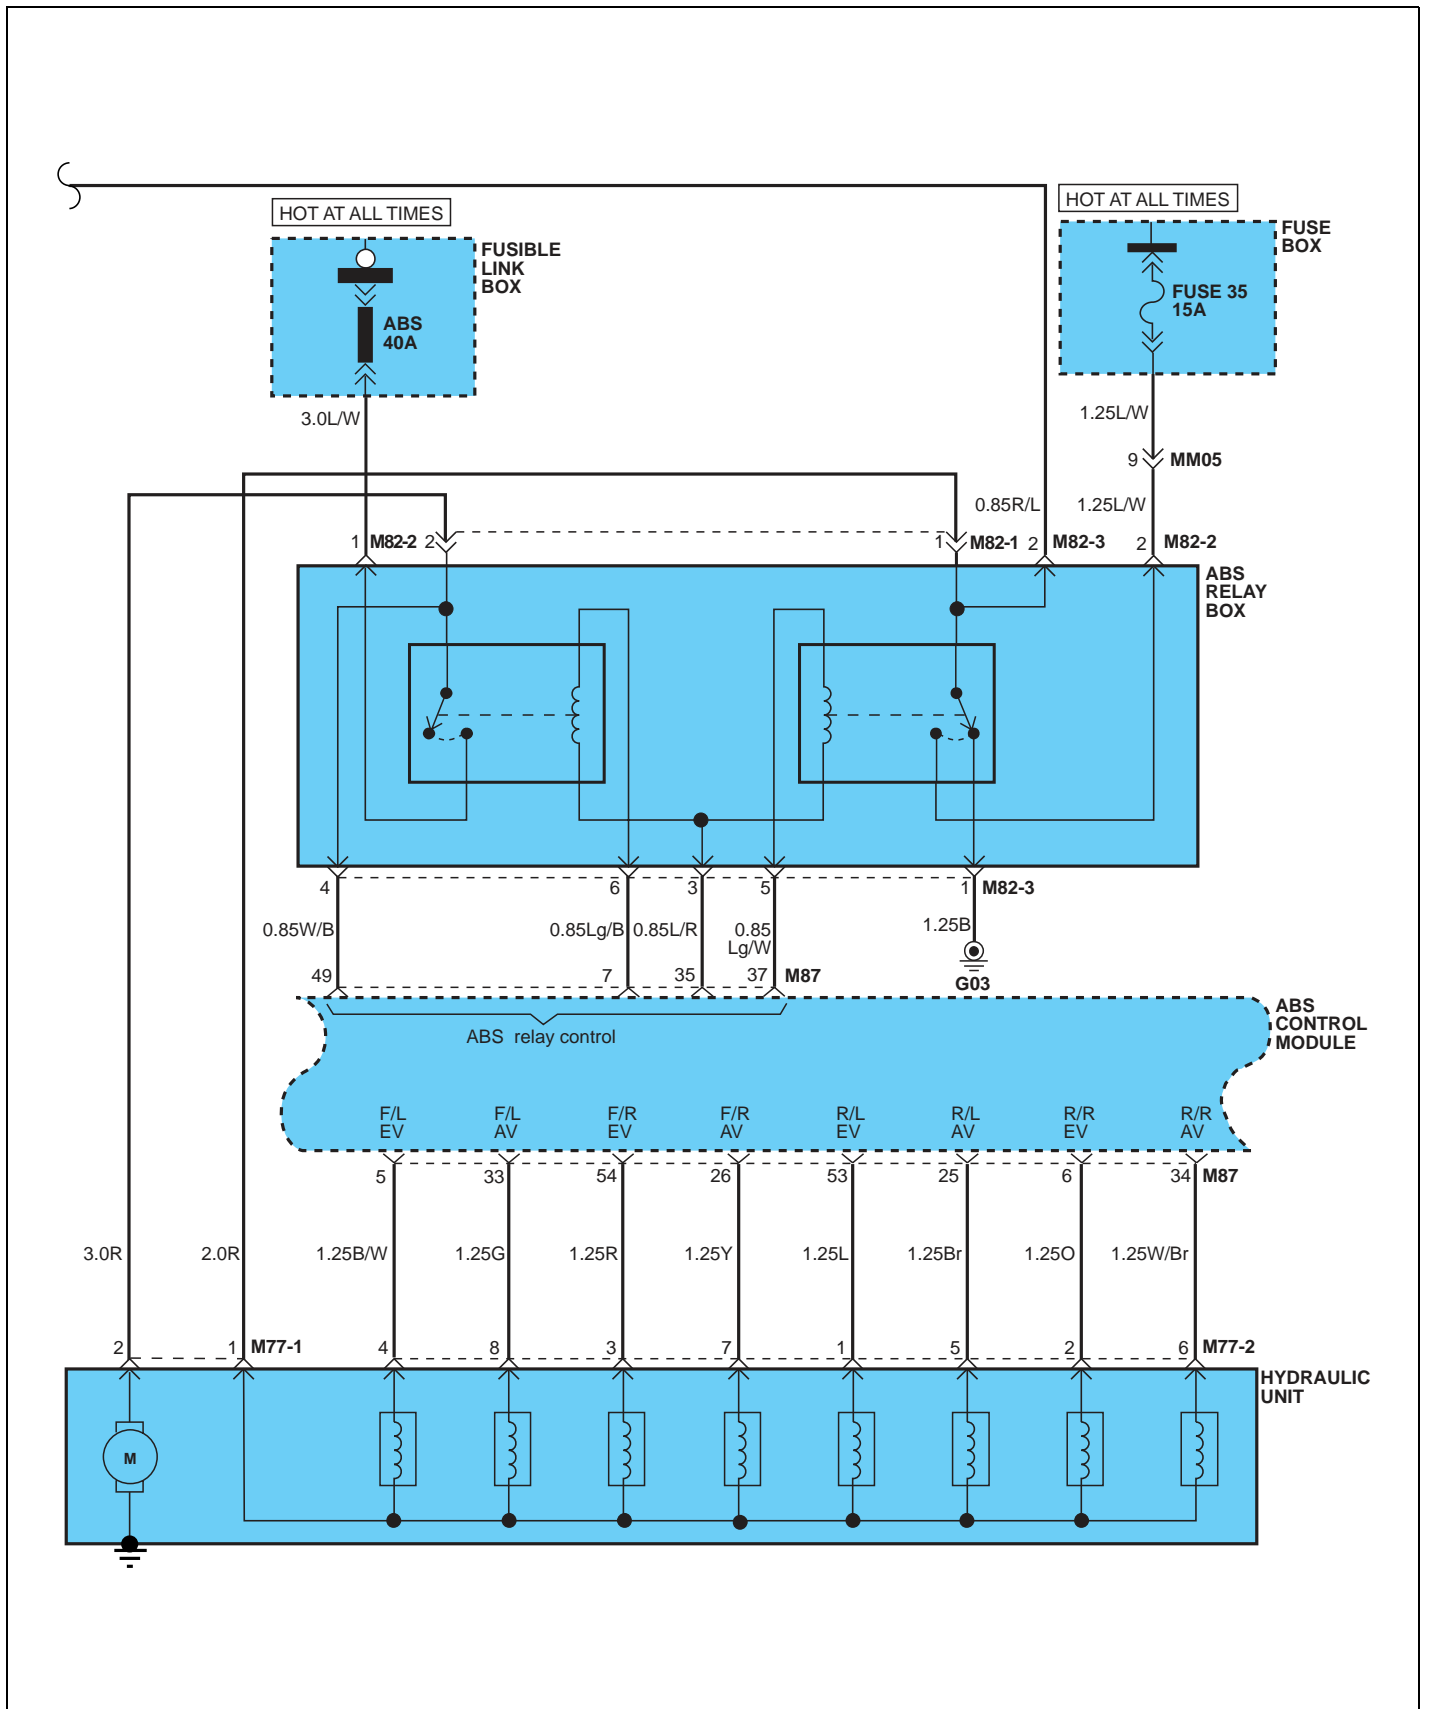 HOT AT ALL TIMES
HOT AT ALL TIMES
FUSIBLE
LINK
BOX
FUSE
BOX
ABS
40A
FUSE 35
15A
3.0L/W
1.25L/W
9 MM05
0.85R/L
1.25L/W
1 M82-2 2
1 M82-1
2 M82-3
2 M82-2
ABS
RELAY
BOX
4 6 3 5 1 M82-3
0.85W/B
0.85Lg/B
0.85L/R
0.85
Lg/W
1.25B
G03
49 7 35 37 M87
ABS relay control
ABS
CONTROL
MODULE
F/L
EV
F/L
AV
F/R
EV
F/R
AV
R/L
EV
R/L
AV
R/R
EV
R/R
AV
5 33 54 26 53 25 6 34 M87
3.0R 2.0R 1.25B/W 1.25G 1.25R 1.25Y 1.25L 1.25Br 1.25O 1.25W/Br
2 1 M77-1 4 8 3 7 1 5 2 6 M77-2
HYDRAULIC
UNIT
M